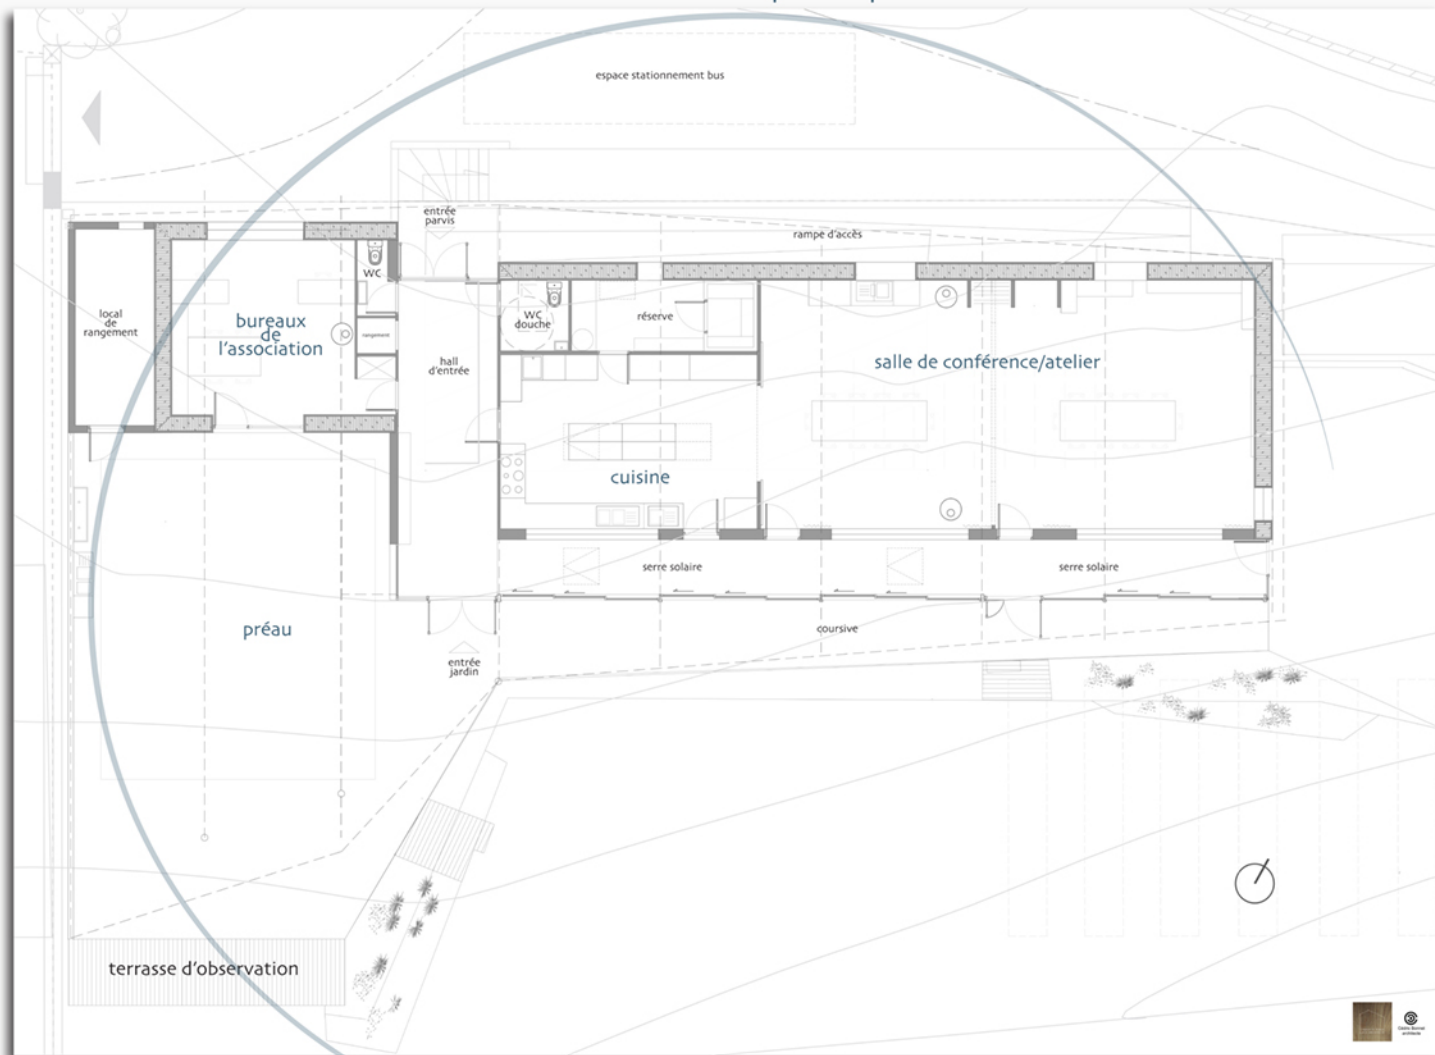 espace stationnement bus
entrée
parvis
rampe d'accès
WC
local
de
rangement
bureaux
de
l'association
rangement
hall
d'entrée
WC
douche
réserve
salle de conférence/atelier
cuisine
serre solaire
serre solaire
préau
coursive
entrée
jardin
terrasse d'observation